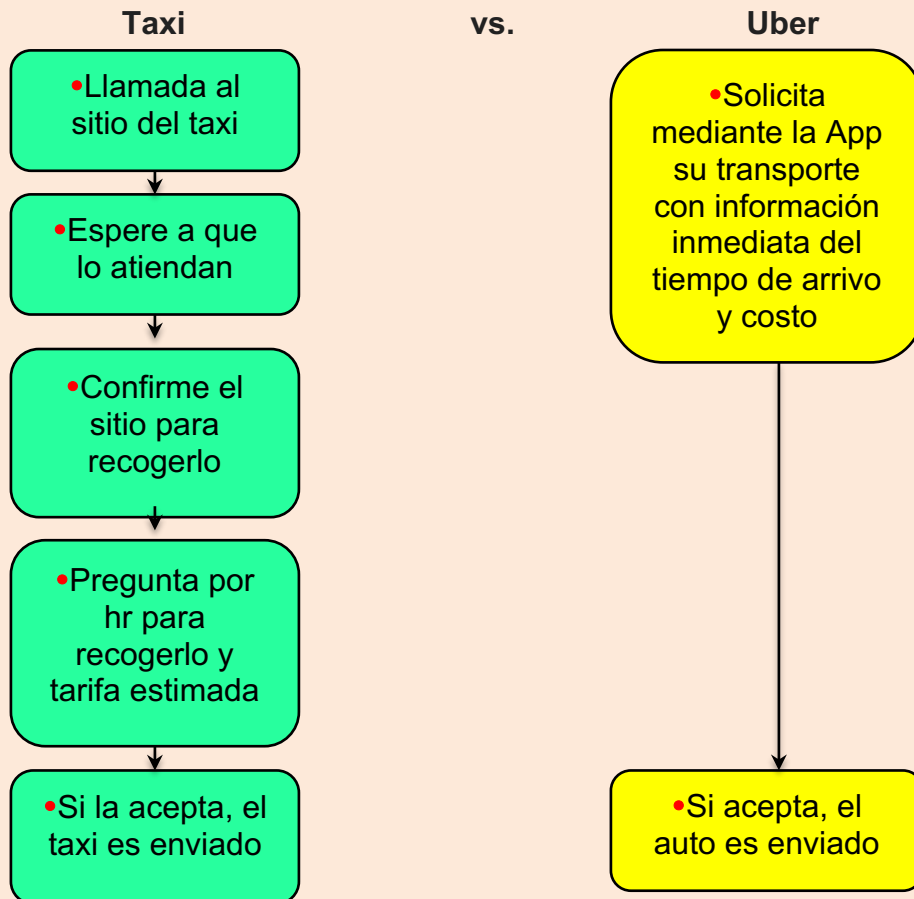 Taxi vs. Uber
•Llamada al
sitio del taxi
•Espere a que
lo atiendan
•Confirme el
sitio para
recogerlo
•Pregunta por
hr para
recogerlo y
tarifa estimada
•Si la acepta, el
taxi es enviado
•Solicita
mediante la App
su transporte
con información
inmediata del
tiempo de arrivo
y costo
•Si acepta, el
auto es enviado